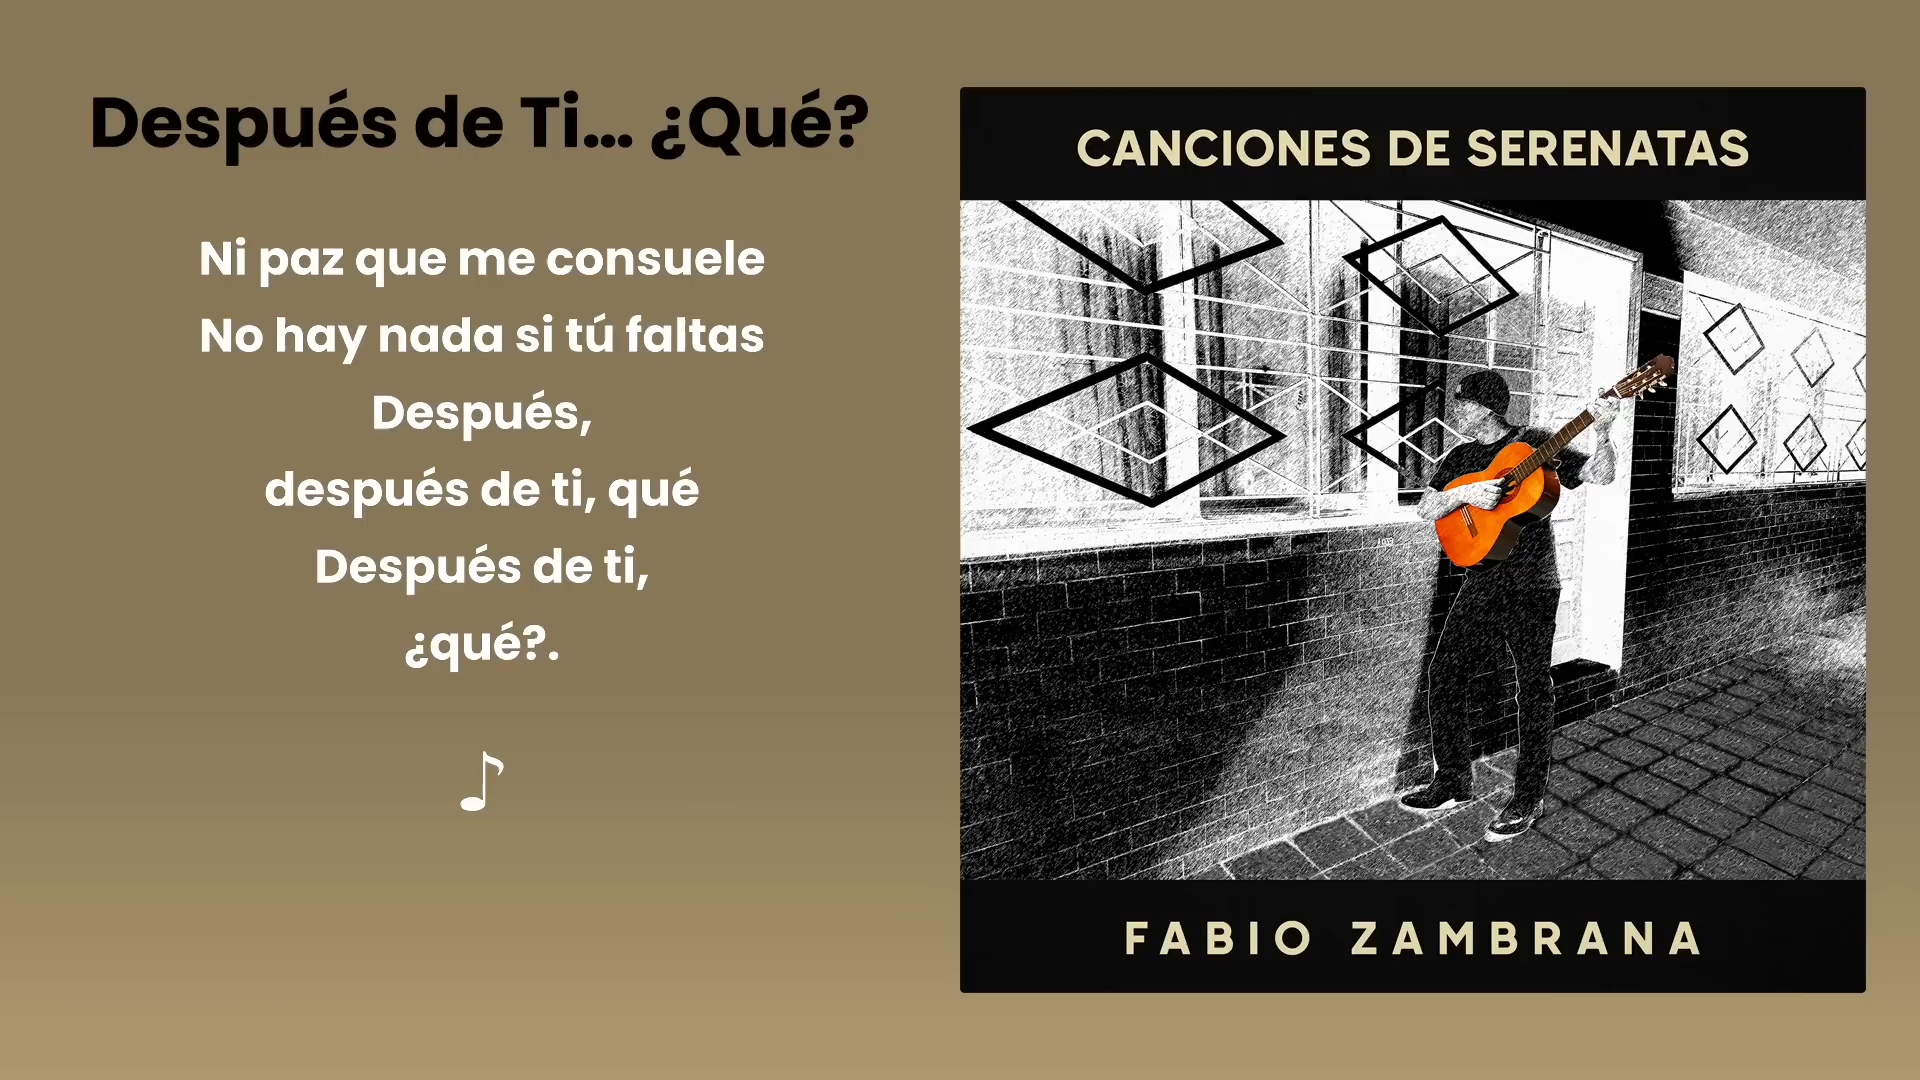 Después de Ti... ¿Qué?
Ni paz que me consuele
No hay nada si tú faltas
Después,
después de ti, qué
Después de ti,
¿qué?.
♪
CANCIONES DE SERENATAS
FABIO ZAMBRANA